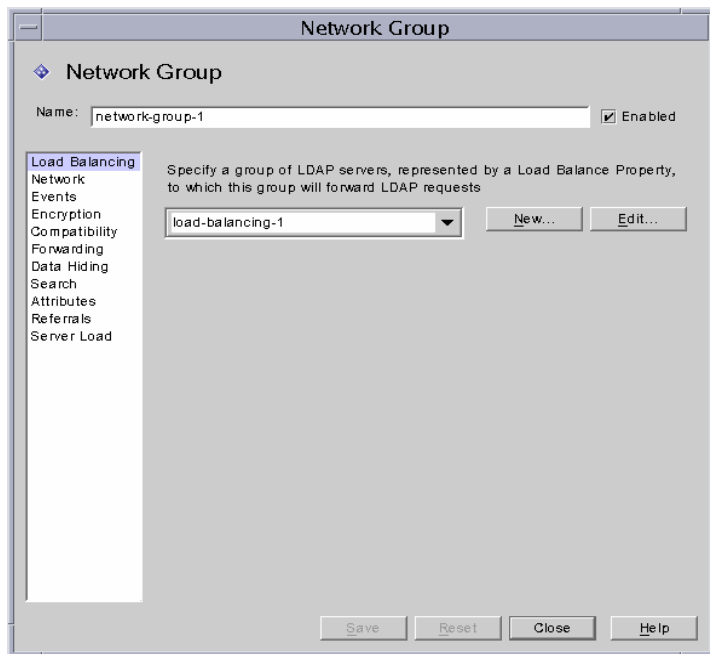 Network Group
Network Group
Name: network-group-1 Enabled
Load Balancing
Network
Events
Encryption
Compatibility
Forwarding
Data Hiding
Search
Attributes
Referrals
Server Load
Specify a group of LDAP servers, represented by a Load Balance Property,
to which this group will forward LDAP requests
load-balancing-1 New... Edit...
Save Reset Close Help